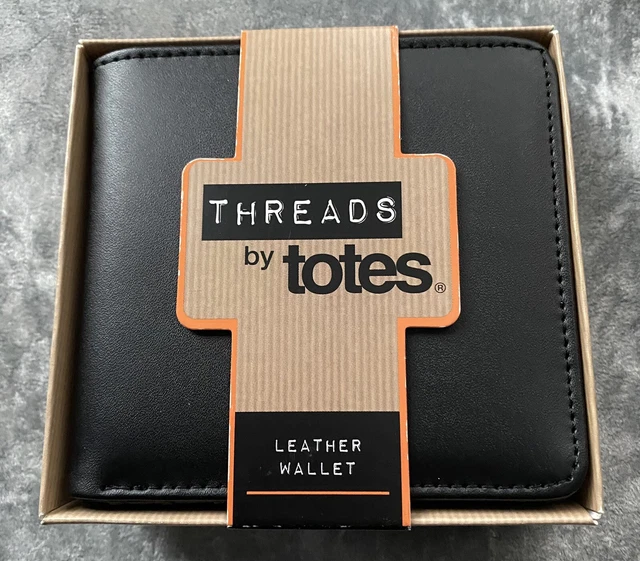 THREADS
by totes®
LEATHER
WALLET